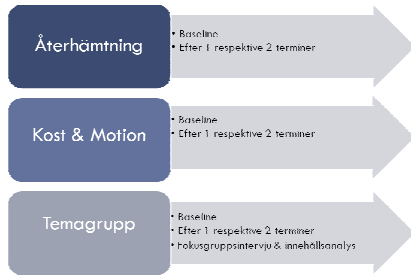 Återhämtning
• Baseline
• Efter 1 respektive 2 terminer
Kost & Motion
• Baseline
• Efter 1 respektive 2 terminer
Temagrupp
• Baseline
• Efter 1 respektive 2 terminer
• Fokusgruppsintervju & innehållsanalys